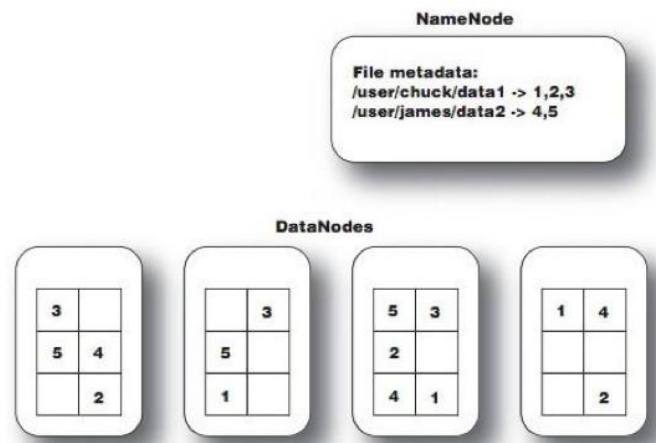 NameNode
File metadata:
/user/chuck/data1 -> 1,2,3
/user/james/data2 -> 4,5
DataNodes
3
5 4
2
3
5
1
5 3
2
4 1
1 4
2